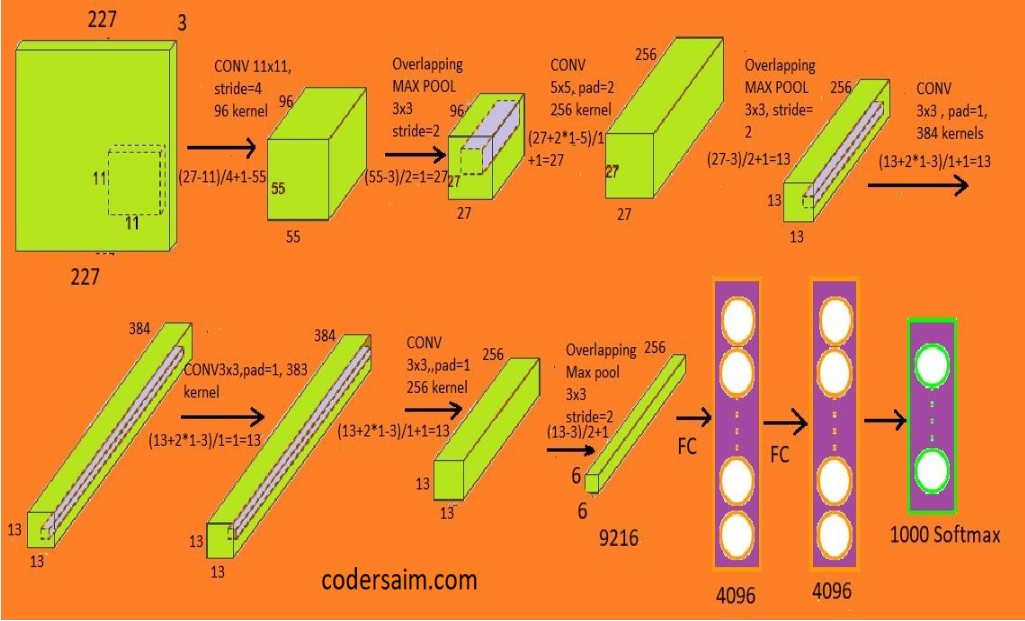 227
3
11
11
227
CONV 11x11,
stride=4
96 kernel
(27-11)/4+1-55
96
55
55
Overlapping
MAX POOL
3x3
stride=2
(55-3)/2=1=27
96
27
27
CONV
5x5, pad=2
256 kernel
(27+2*1-5)/1
+1=27
256
27
27
Overlapping
MAX POOL
3x3, stride=
2
(27-3)/2+1=13
256
13
13
CONV
3x3 , pad=1,
384 kernels
(13+2*1-3)/1+1=13
384
13
13
CONV3x3,pad=1, 383
kernel
(13+2*1-3)/1=1=13
384
13
13
CONV
3x3,,pad=1
256 kernel
(13+2*1-3)/1+1=13
256
13
13
Overlapping
Max pool
3x3
stride=2
(13-3)/2+1
256
6
6
9216
FC
4096
FC
4096
1000 Softmax
codersaim.com